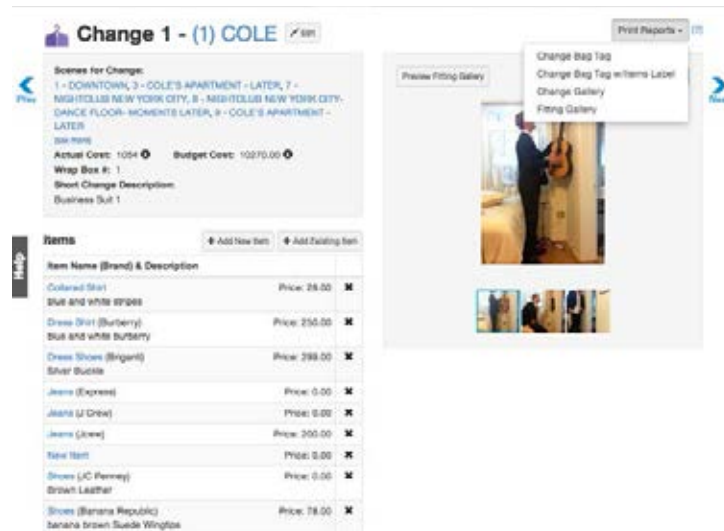 Change 1 - (1) COLE Edit
Print Reports
(?)
Change Bag Tag
Change Bag Tag w/Items Label
Change Gallery
Fitting Gallery
Prev
Scenes for Change:
1 - DOWNTOWN, 3 - COLE'S APARTMENT - LATER, 7 -
NIGHTCLUB NEW YORK CITY, 8 - NIGHTCLUB NEW YORK CITY-
DANCE FLOOR- MOMENTS LATER, 9 - COLE'S APARTMENT -
LATER
see more
Actual Cost: 1054 Budget Cost: 10270.00
Wrap Box #: 1
Short Change Description:
Business Suit 1
Preview Fitting Gallery
Help
Items
+ Add New Item + Add Existing Item
Item Name (Brand) & Description
Collared Shirt Price: 26.00
blue and white stripes
Dress Shirt (Burberry) Price: 250.00
blue and white burberry
Dress Shoes (Briganti) Price: 299.00
Silver Buckle
Jeans (Express) Price: 0.00
Jeans (J Crew) Price: 0.00
Jeans (Jcrew) Price: 200.00
New Item Price: 0.00
Shoes (JC Penney) Price: 0.00
Brown Leather
Shoes (Banana Republic) Price: 78.00
banana brown Suede Wingtips